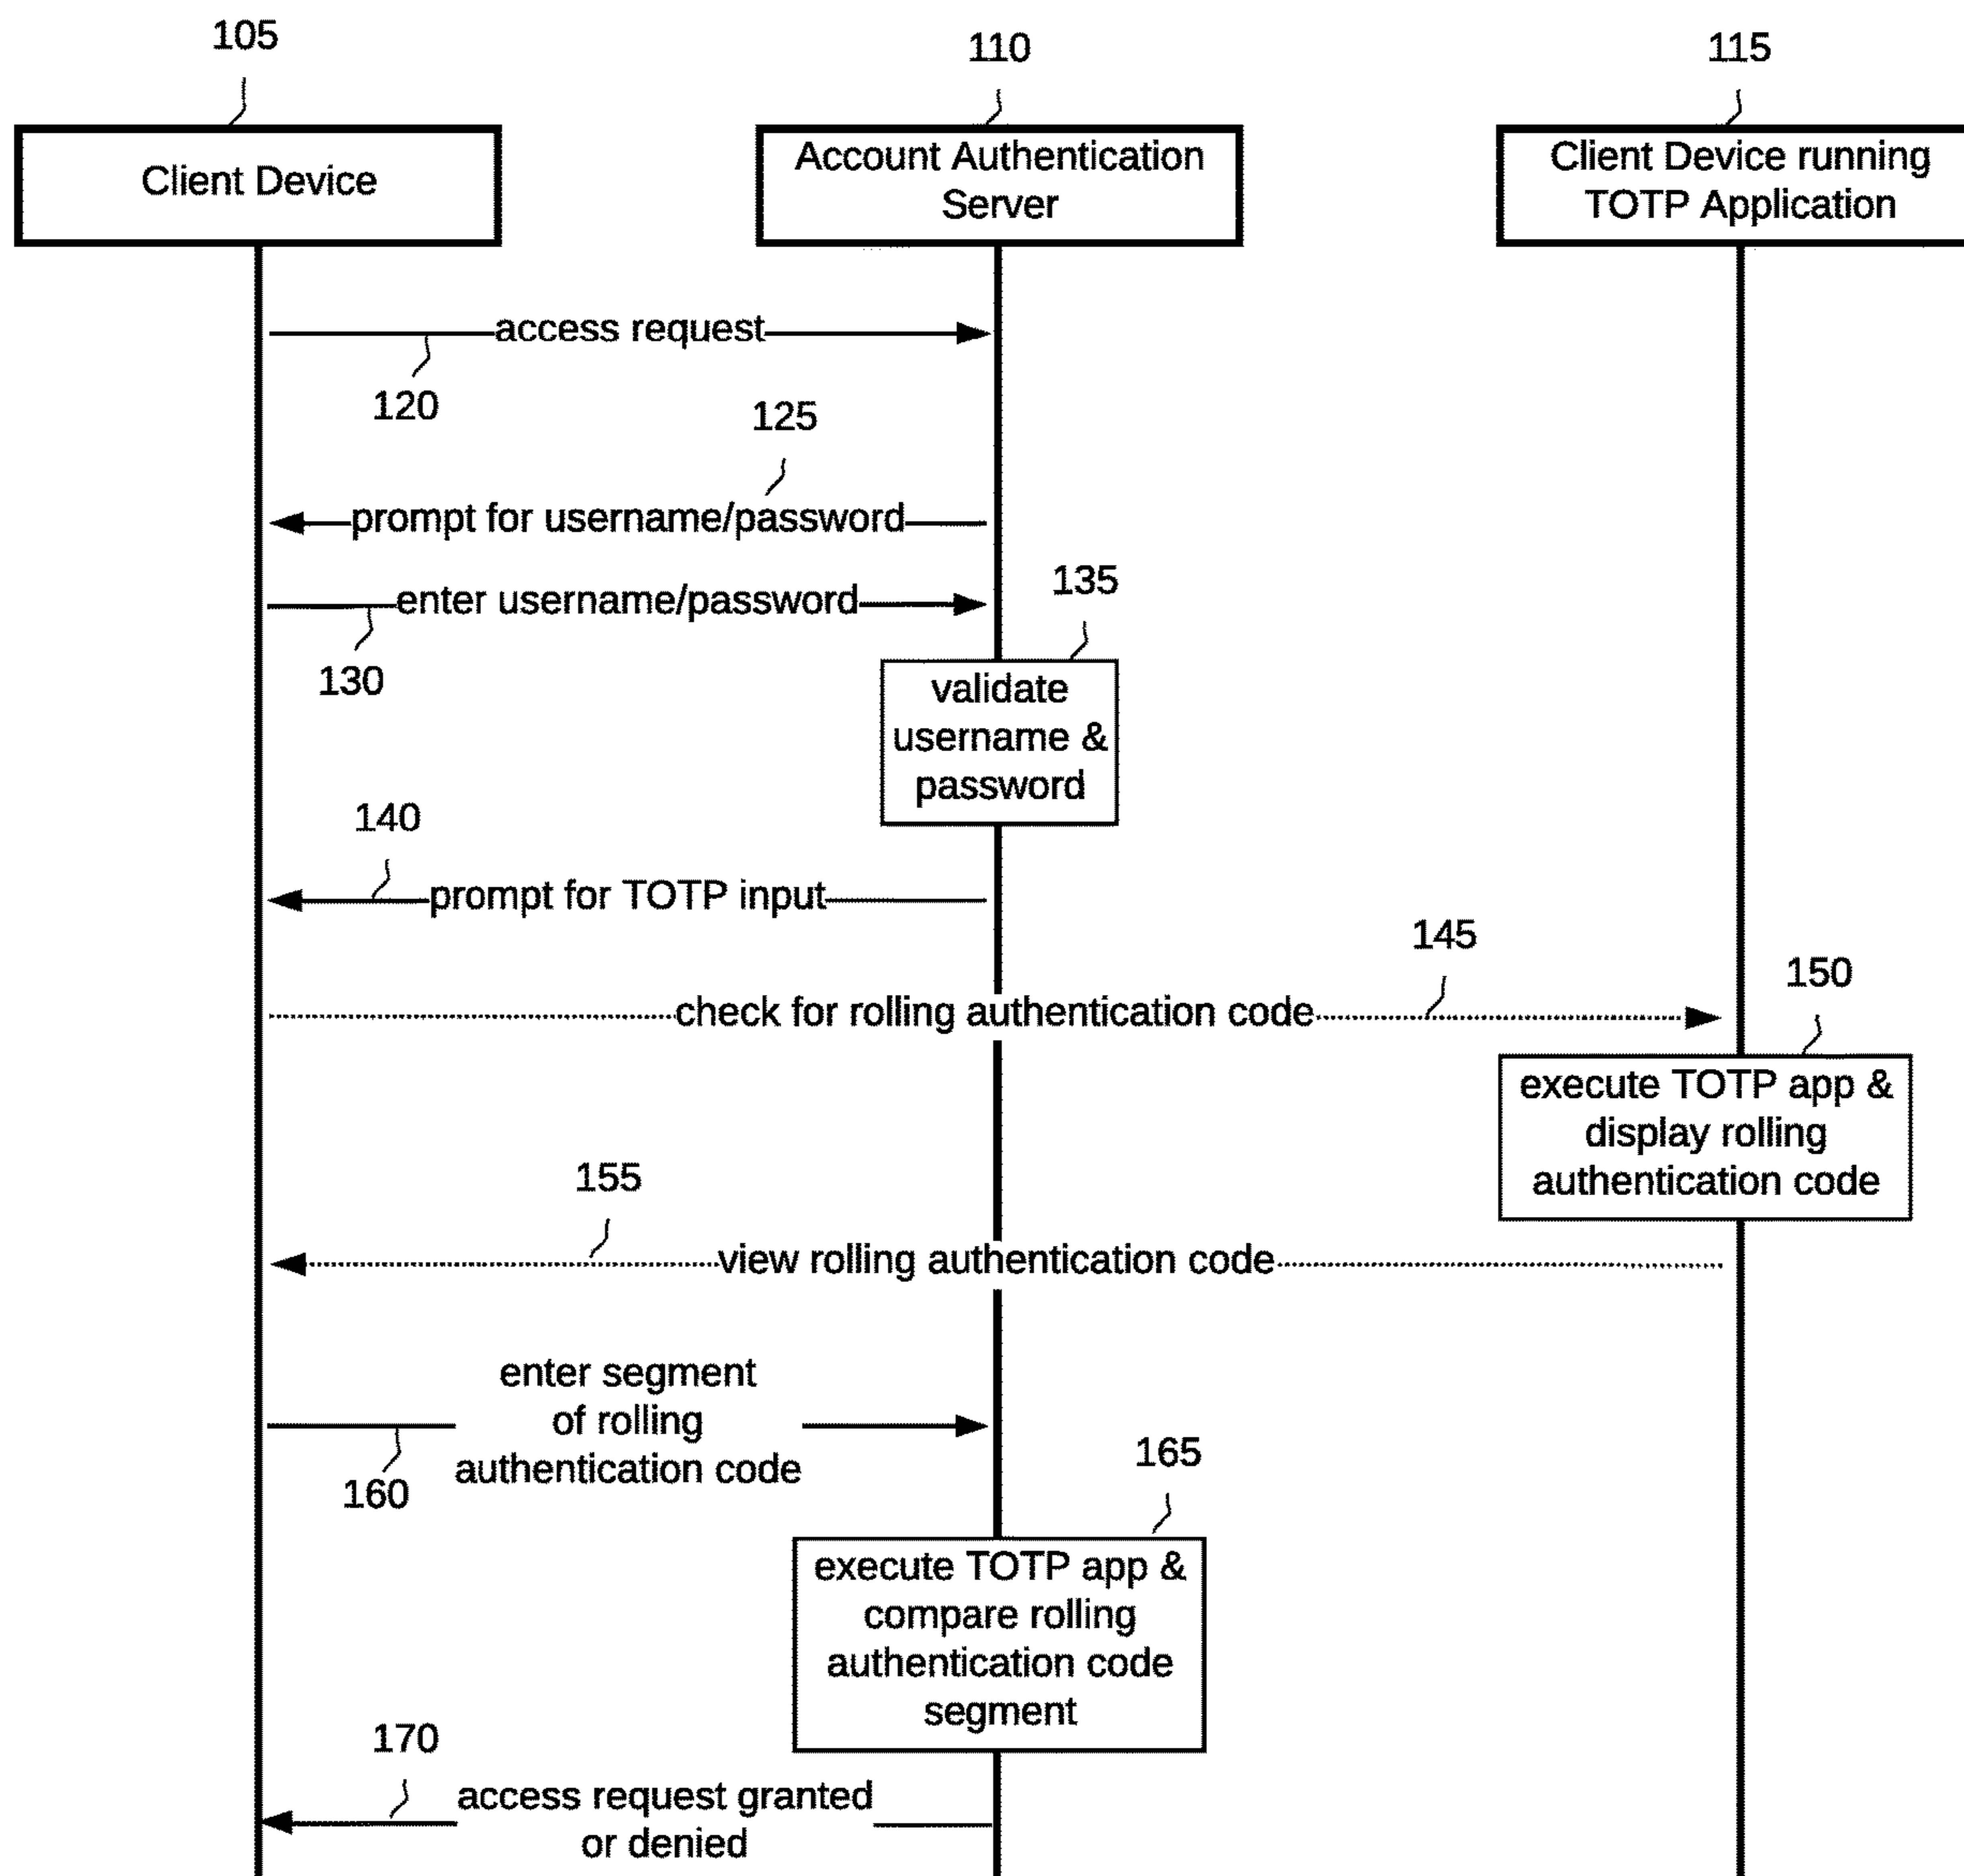 105
110
115
Client Device
Account Authentication
Server
Client Device running
TOTP Application
access request
120
125
prompt for username/password
enter username/password
130
135
validate
username &
password
140
prompt for TOTP input
145
check for rolling authentication code
150
execute TOTP app &
display rolling
authentication code
155
view rolling authentication code
enter segment
of rolling
authentication code
160
165
execute TOTP app &
compare rolling
authentication code
segment
170
access request granted
or denied